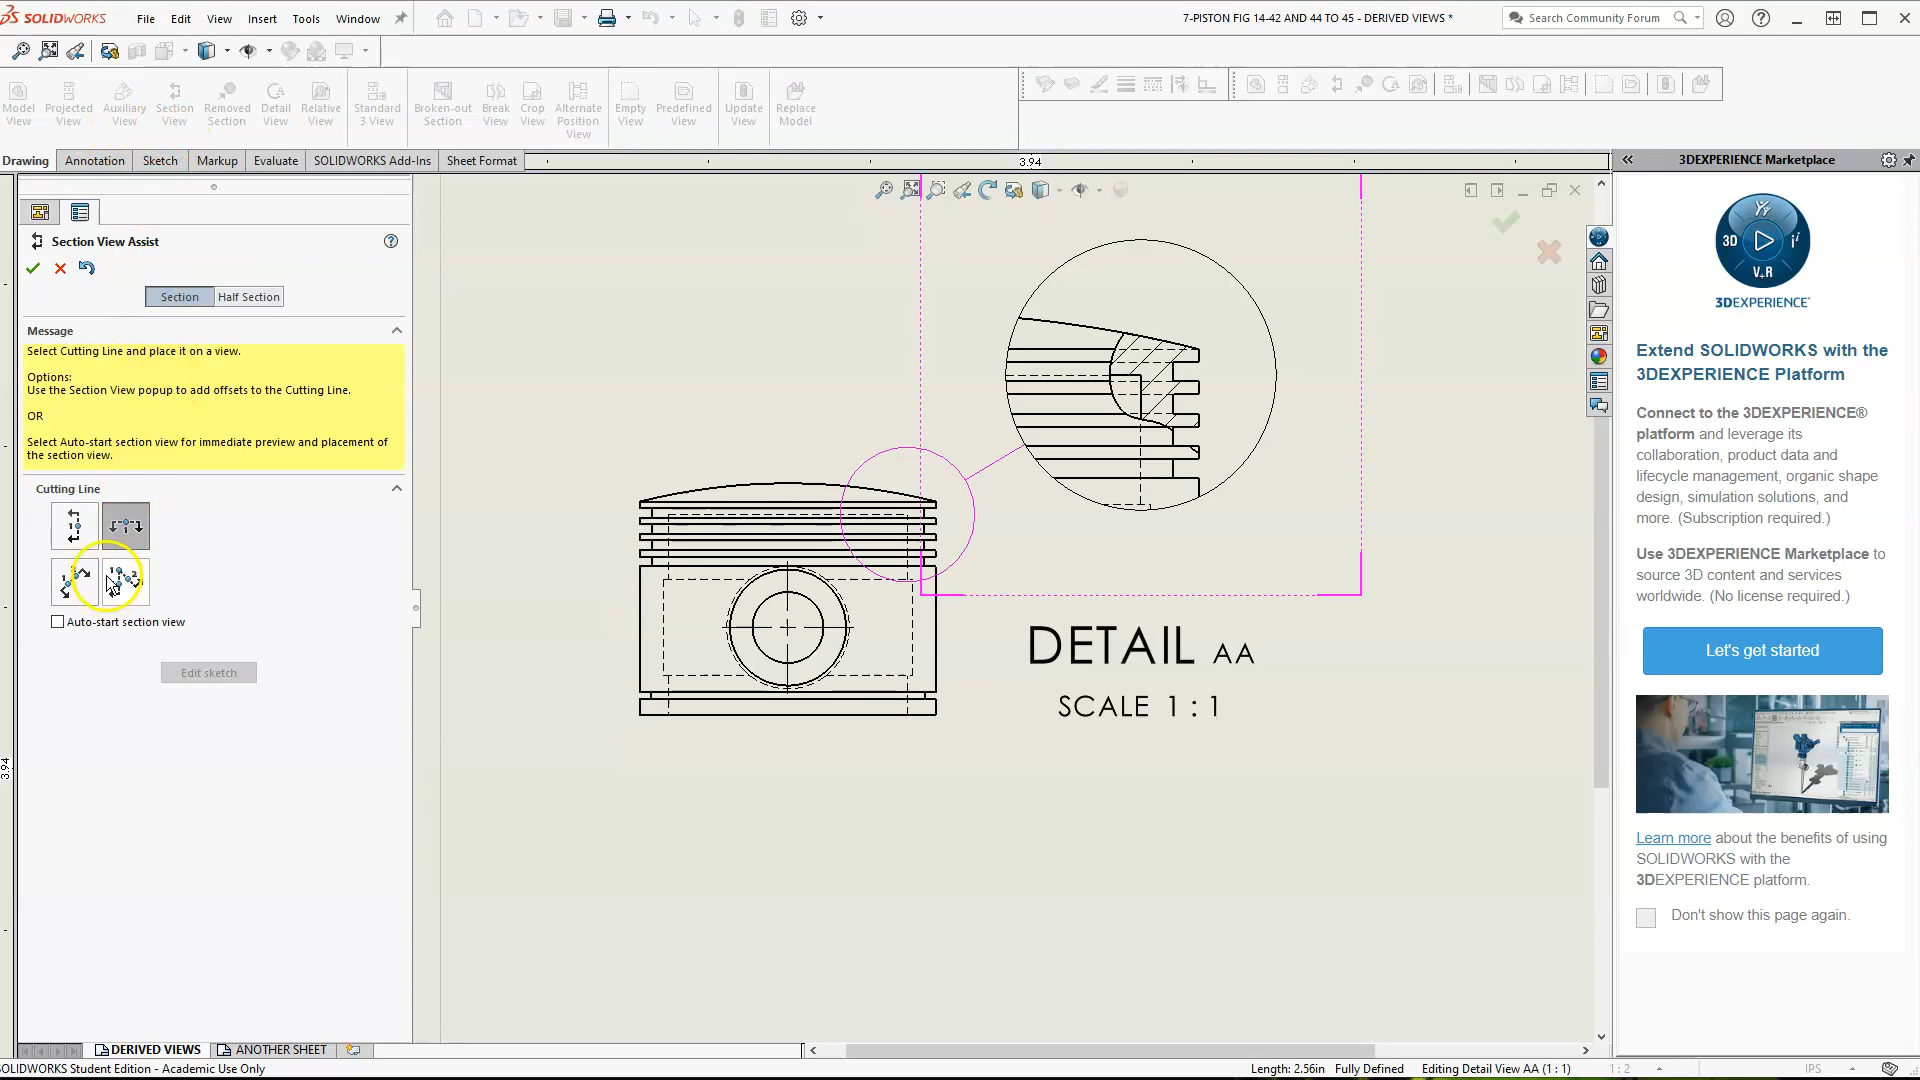 SOLIDWORKS File Edit View Insert Tools Window
7-PISTON FIG 14-42 AND 44 TO 45 - DERIVED VIEWS *
Search Community Forum
Model View
Projected View
Auxiliary View
Section View
Removed Section
Detail View
Relative View
Standard 3 View
Broken-out Section
Break View
Crop View
Alternate Position View
Empty View
Predefined View
Update View
Replace Model
Drawing Annotation Sketch Markup Evaluate SOLIDWORKS Add-Ins Sheet Format
3.94
3DEXPERIENCE Marketplace
Section View Assist
Section Half Section
Message
Select Cutting Line and place it on a view.
Options:
Use the Section View popup to add offsets to the Cutting Line.
OR
Select Auto-start section view for immediate preview and placement of
the section view.
Cutting Line
Auto-start section view
Edit sketch
3.94
DETAIL AA
SCALE 1 : 1
3D
V+R
3DEXPERIENCE®
Extend SOLIDWORKS with the
3DEXPERIENCE Platform
Connect to the 3DEXPERIENCE®
platform and leverage its
collaboration, product data and
lifecycle management, organic shape
design, simulation solutions, and
more. (Subscription required.)
Use 3DEXPERIENCE Marketplace to
source 3D content and services
worldwide. (No license required.)
Let's get started
Learn more about the benefits of using
SOLIDWORKS with the
3DEXPERIENCE platform.
Don't show this page again.
DERIVED VIEWS ANOTHER SHEET
SOLIDWORKS Student Edition - Academic Use Only
Length: 2.56in Fully Defined Editing Detail View AA (1 : 1) 1 : 2 IPS